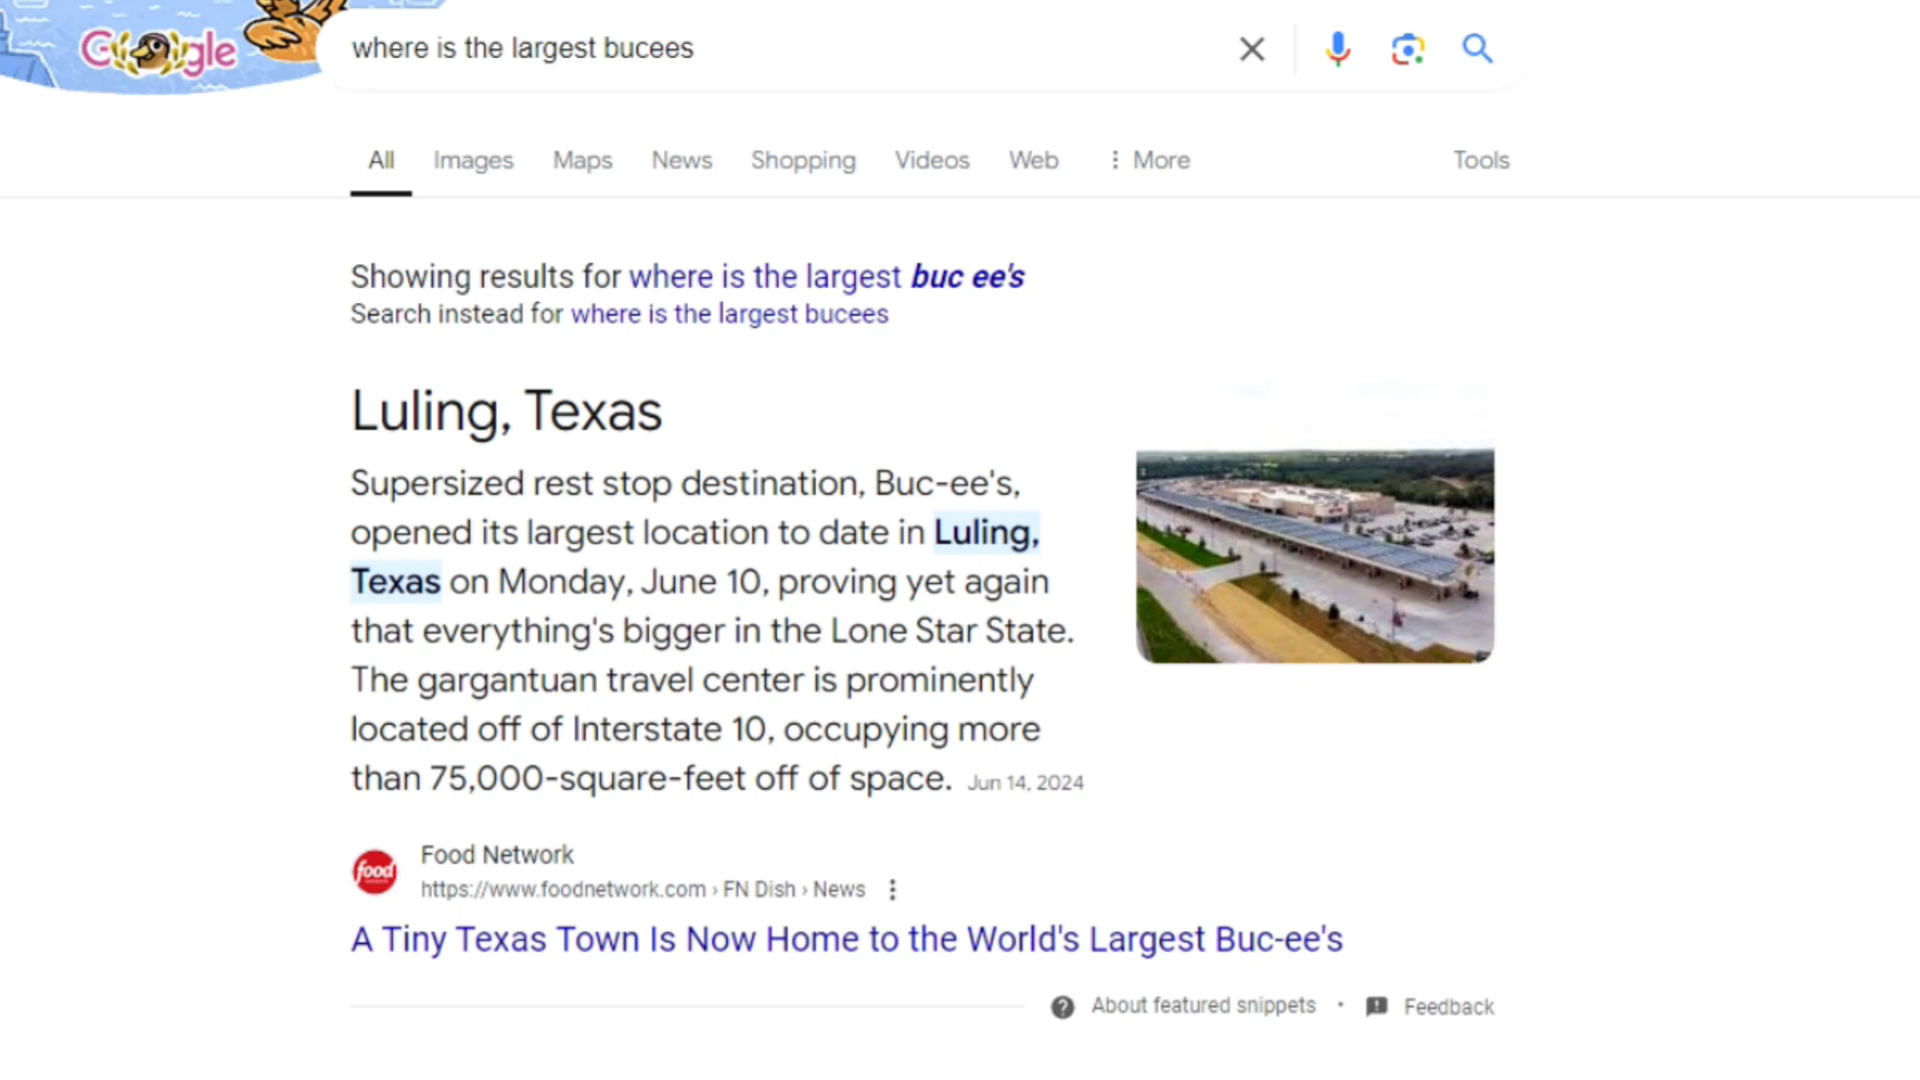 Google
where is the largest bucees
All Images Maps News Shopping Videos Web More Tools
Showing results for where is the largest buc ee's
Search instead for where is the largest bucees
Luling, Texas
Supersized rest stop destination, Buc-ee's,
opened its largest location to date in Luling,
Texas on Monday, June 10, proving yet again
that everything's bigger in the Lone Star State.
The gargantuan travel center is prominently
located off of Interstate 10, occupying more
than 75,000-square-feet off of space. Jun 14, 2024
food
Food Network
https://www.foodnetwork.com › FN Dish › News
A Tiny Texas Town Is Now Home to the World's Largest Buc-ee's
About featured snippets • Feedback